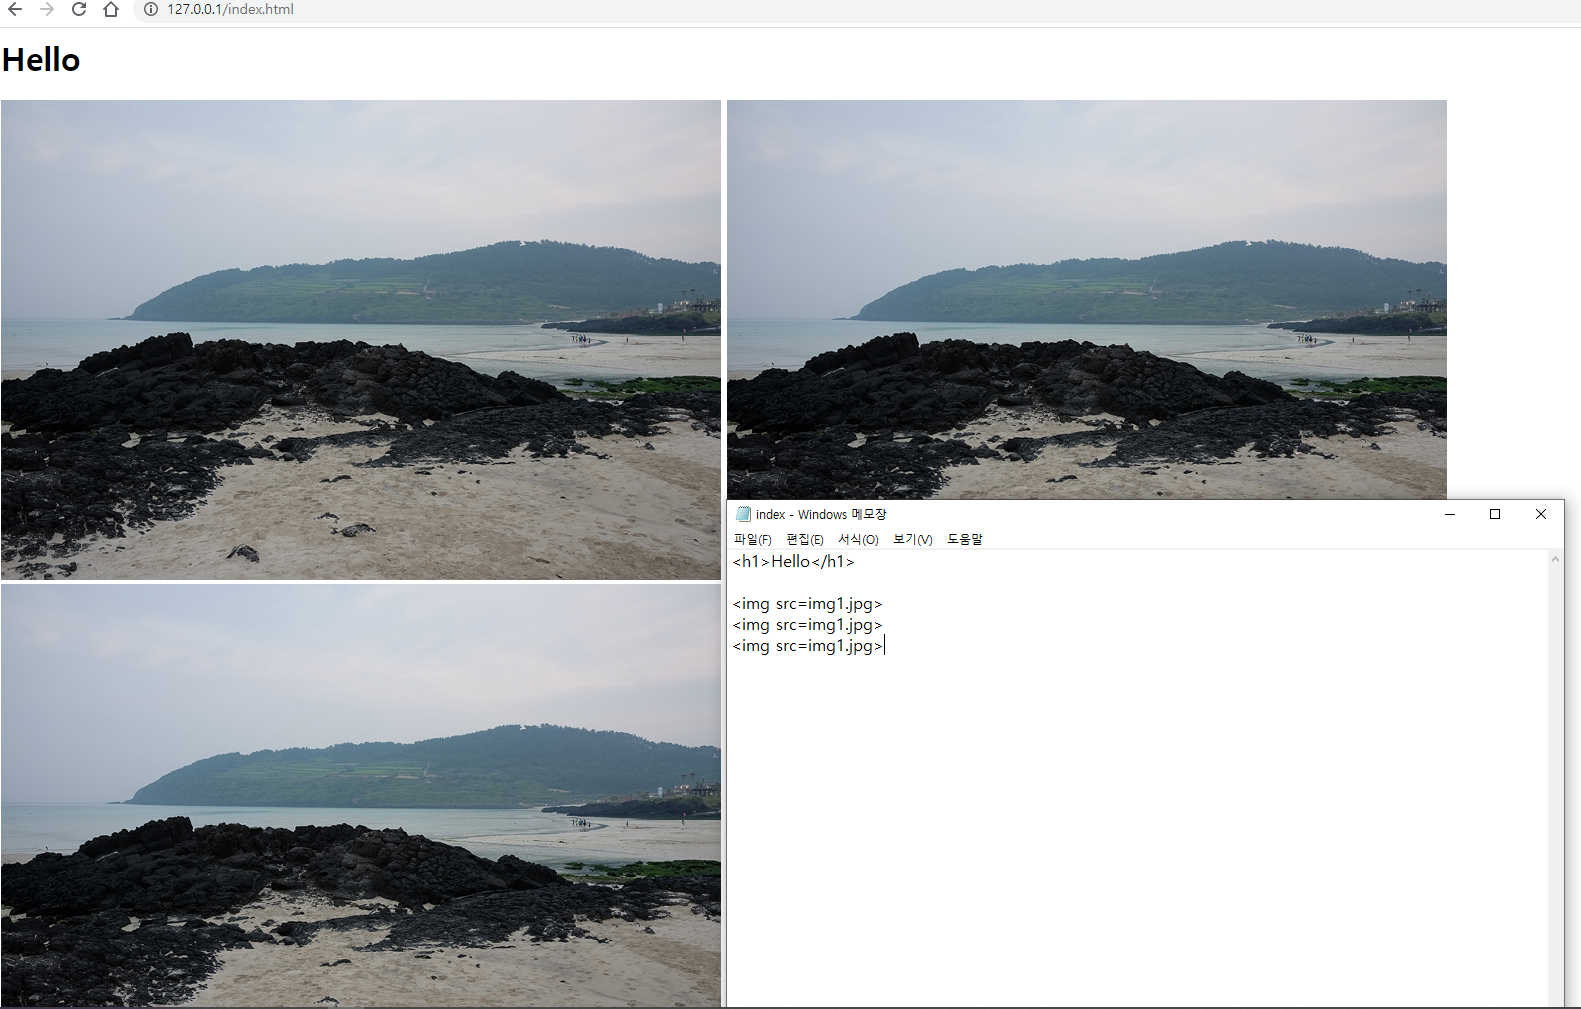 127.0.0.1/index.html
Hello
index - Windows 메모장
파일(F) 편집(E) 서식(O) 보기(V) 도움말
<h1>Hello</h1>
<img src=img1.jpg>
<img src=img1.jpg>
<img src=img1.jpg>